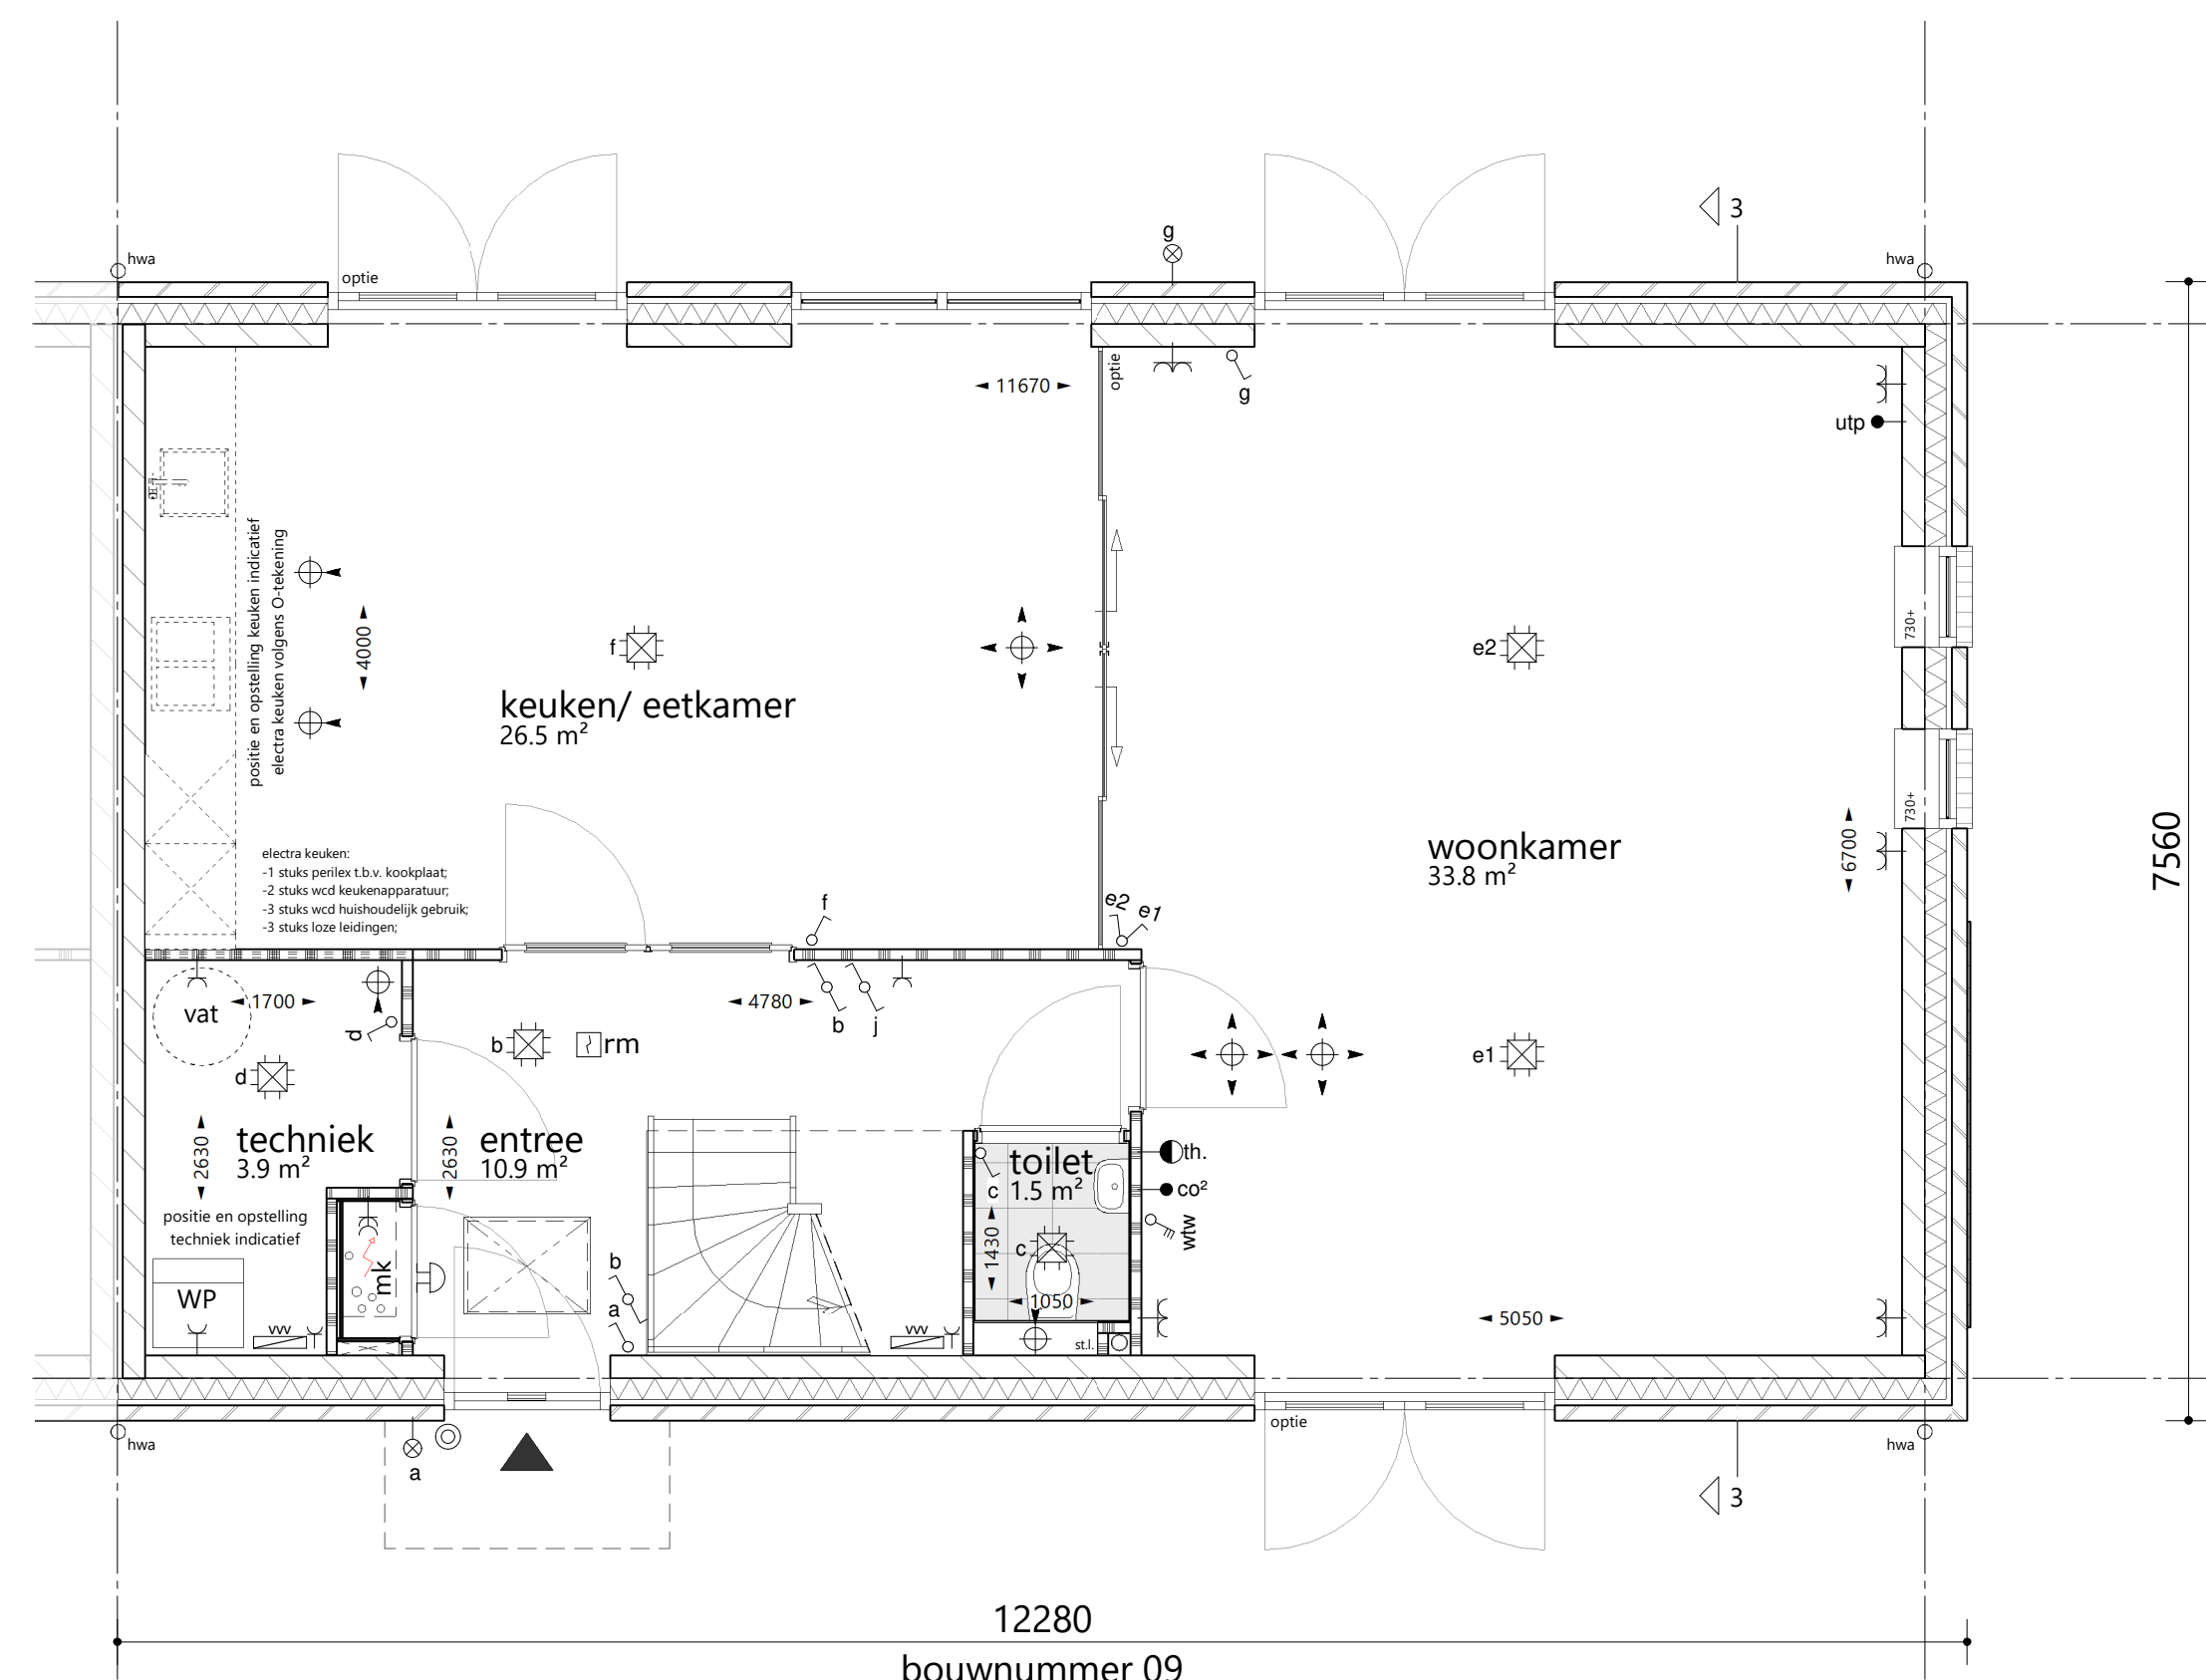 3
g
hwa
hwa
optie
11670
optie
g
utp
positie en opstelling keuken indicatief
electra keuken volgens O-tekening
4000
f
e2
730+
keuken/ eetkamer
26.5 m²
730+
woonkamer
33.8 m²
6700
7560
electra keuken:
-1 stuks perilex t.b.v. kookplaat;
-2 stuks wcd keukenapparatuur;
-3 stuks wcd huishoudelijk gebruik;
-3 stuks loze leidingen;
f
e2
e1
vat
1700
4780
d
b
j
b
rm
e1
d
techniek
3.9 m²
2630
2630
entree
10.9 m²
toilet
1.5 m²
c
th.
co²
wtw
positie en opstelling
techniek indicatief
1430
c
mk
b
WP
a
1050
5050
vvv
vvv
st.l.
optie
hwa
hwa
a
3
12280
bouwnummer 09